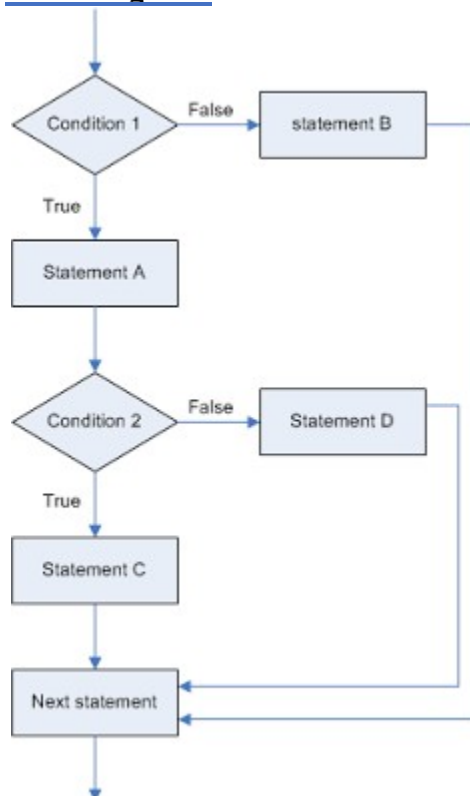 Condition 1
False
statement B
True
Statement A
Condition 2
False
Statement D
True
Statement C
Next statement